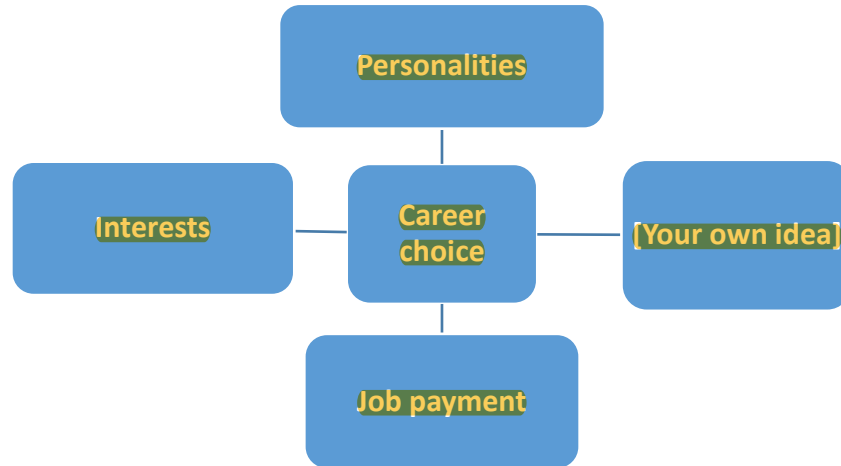 Personalities
Interests
Career
choice
[Your own idea]
Job payment